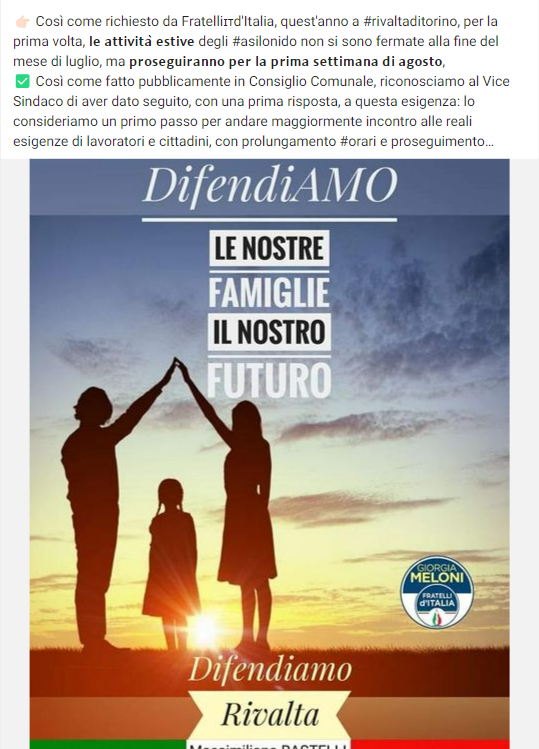 👉🏻 Così come richiesto da Fratelliɪᴛᴅ'Italia, quest'anno a #rivaltaditorino, per la
prima volta, le attività estive degli #asilonido non si sono fermate alla fine del
mese di luglio, ma proseguiranno per la prima settimana di agosto,
✅ Così come fatto pubblicamente in Consiglio Comunale, riconosciamo al Vice
Sindaco di aver dato seguito, con una prima risposta, a questa esigenza: lo
consideriamo un primo passo per andare maggiormente incontro alle reali
esigenze di lavoratori e cittadini, con prolungamento #orari e proseguimento...
DifendiAMO
LE NOSTRE
FAMIGLIE
IL NOSTRO
FUTURO
GIORGIA
MELONI
FRATELLI
d'ITALIA
Difendiamo
Rivalta
Massimiliano RASTELLI